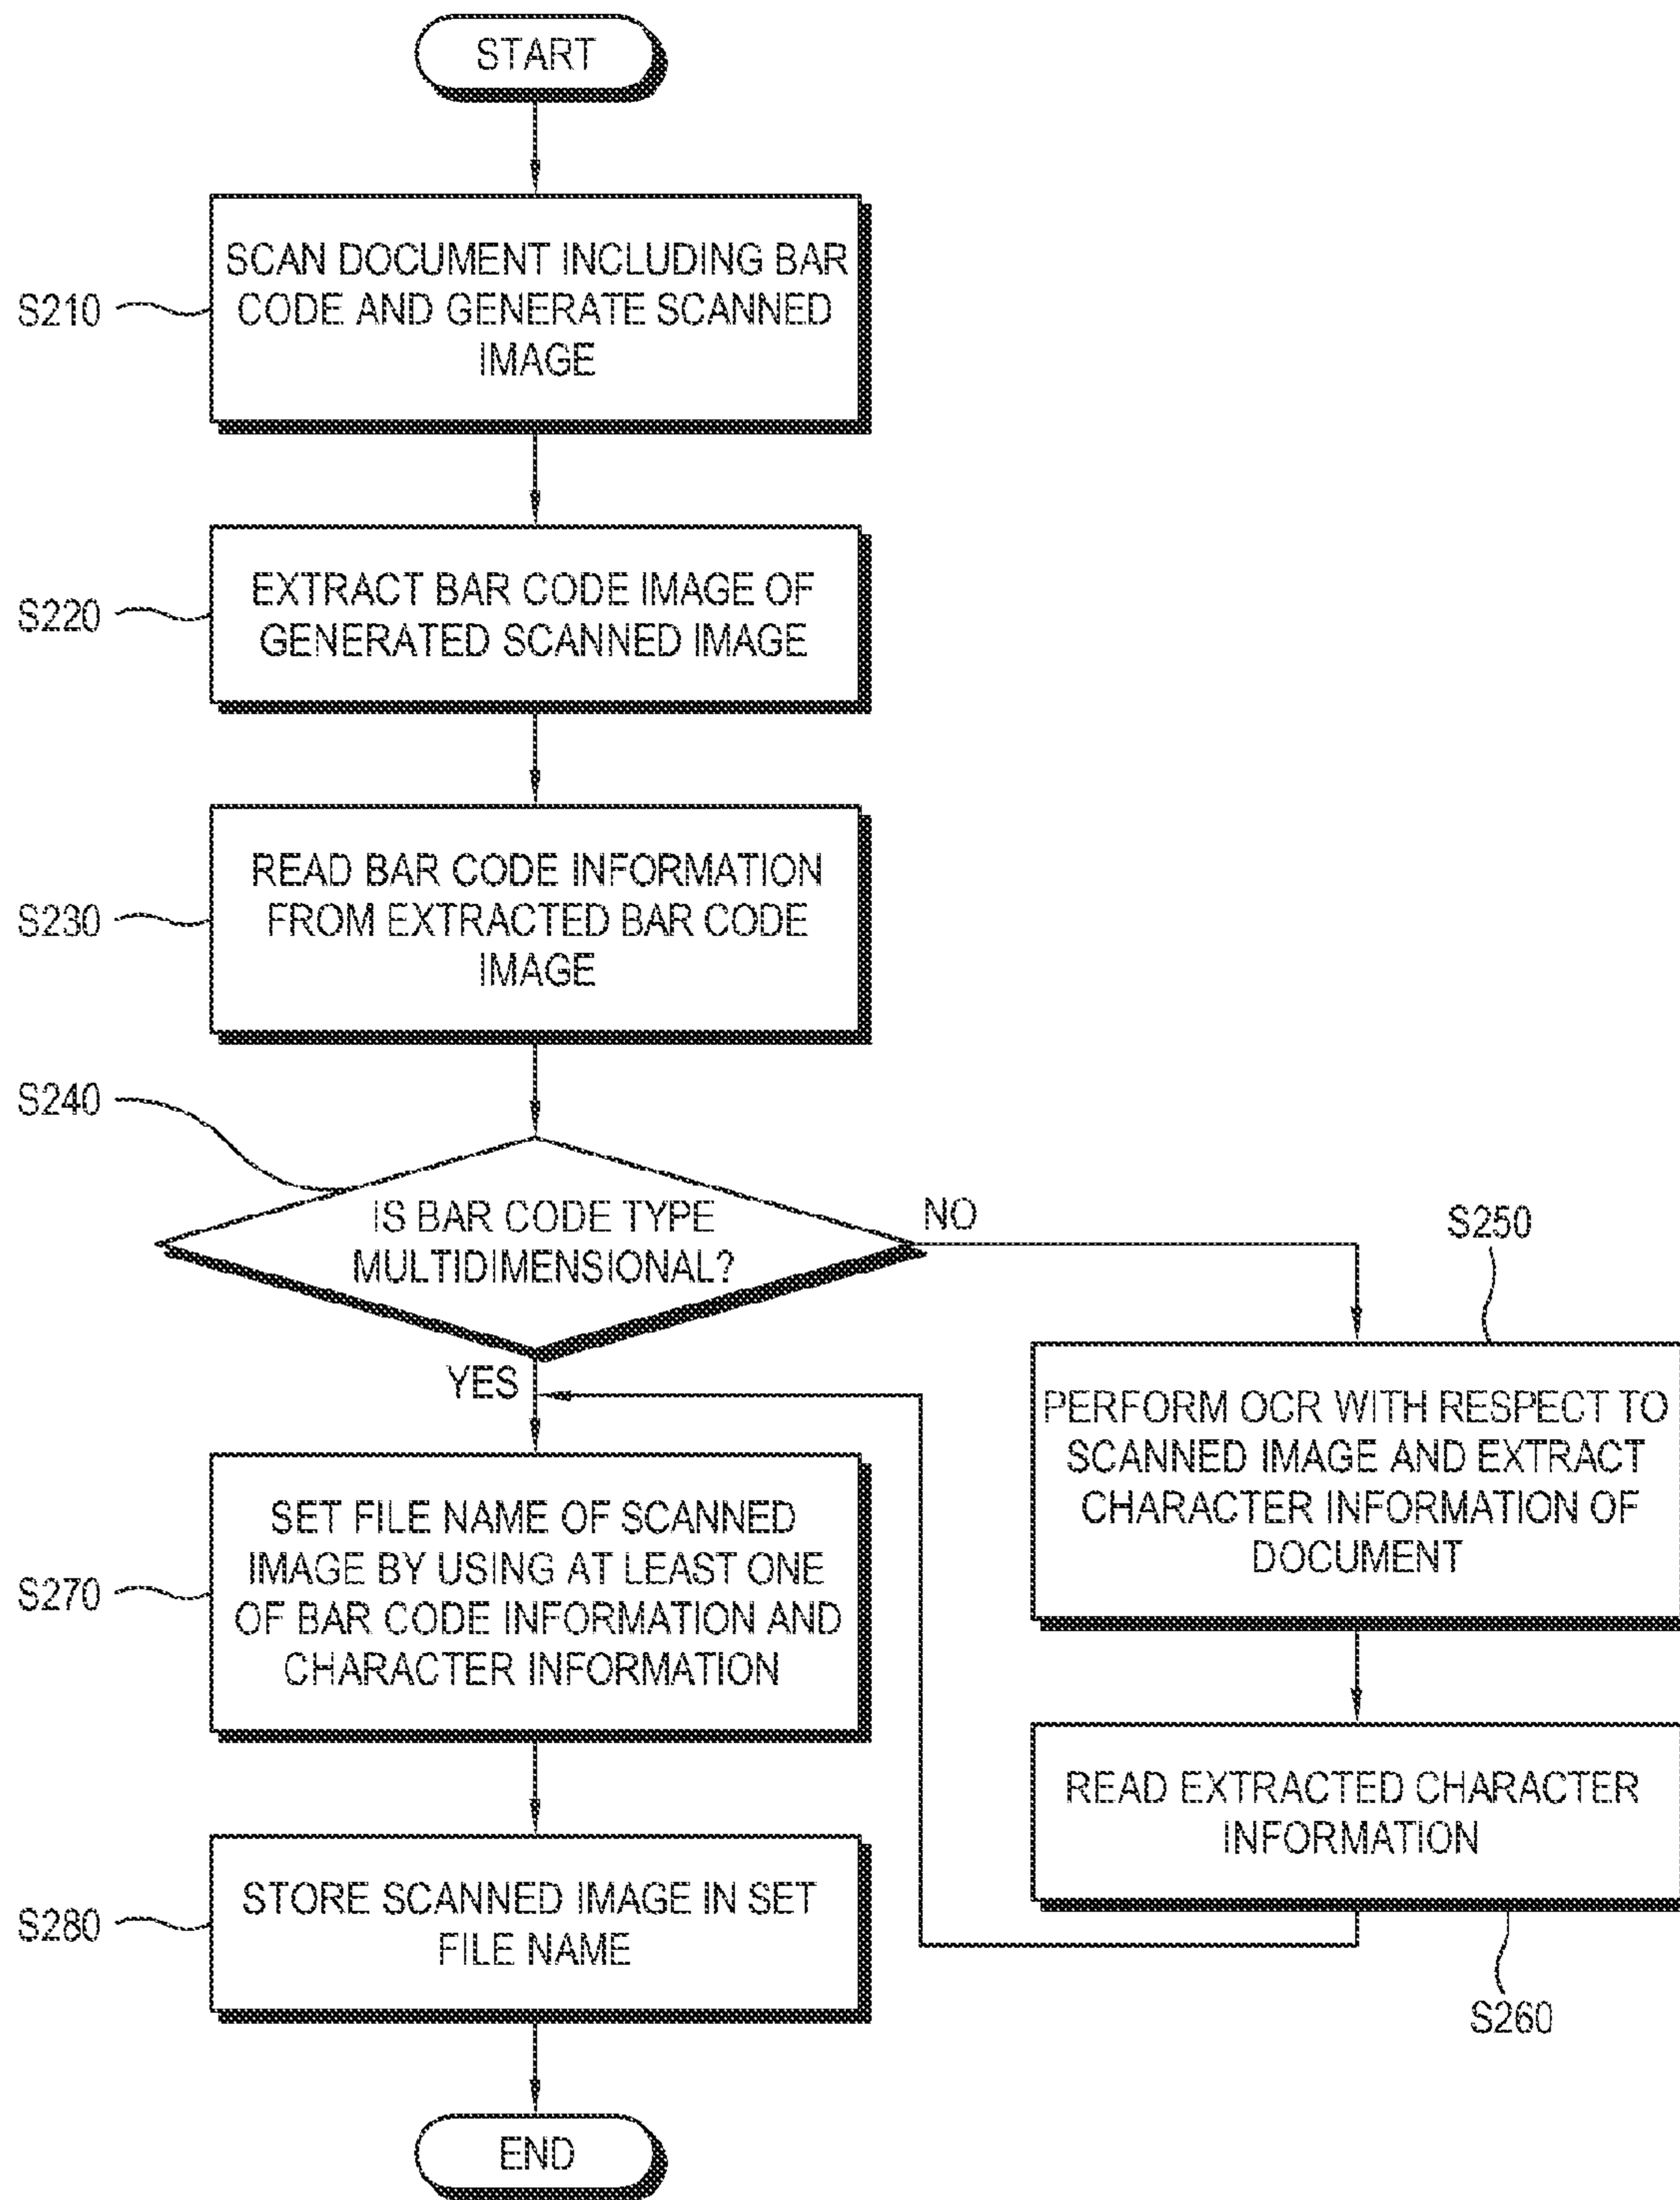 START
S210
SCAN DOCUMENT INCLUDING BAR
CODE AND GENERATE SCANNED
IMAGE
S220
EXTRACT BAR CODE IMAGE OF
GENERATED SCANNED IMAGE
S230
READ BAR CODE INFORMATION
FROM EXTRACTED BAR CODE
IMAGE
S240
IS BAR CODE TYPE
MULTIDIMENSIONAL?
NO
YES
S250
PERFORM OCR WITH RESPECT TO
SCANNED IMAGE AND EXTRACT
CHARACTER INFORMATION OF
DOCUMENT
READ EXTRACTED CHARACTER
INFORMATION
S260
S270
SET FILE NAME OF SCANNED
IMAGE BY USING AT LEAST ONE
OF BAR CODE INFORMATION AND
CHARACTER INFORMATION
S280
STORE SCANNED IMAGE IN SET
FILE NAME
END